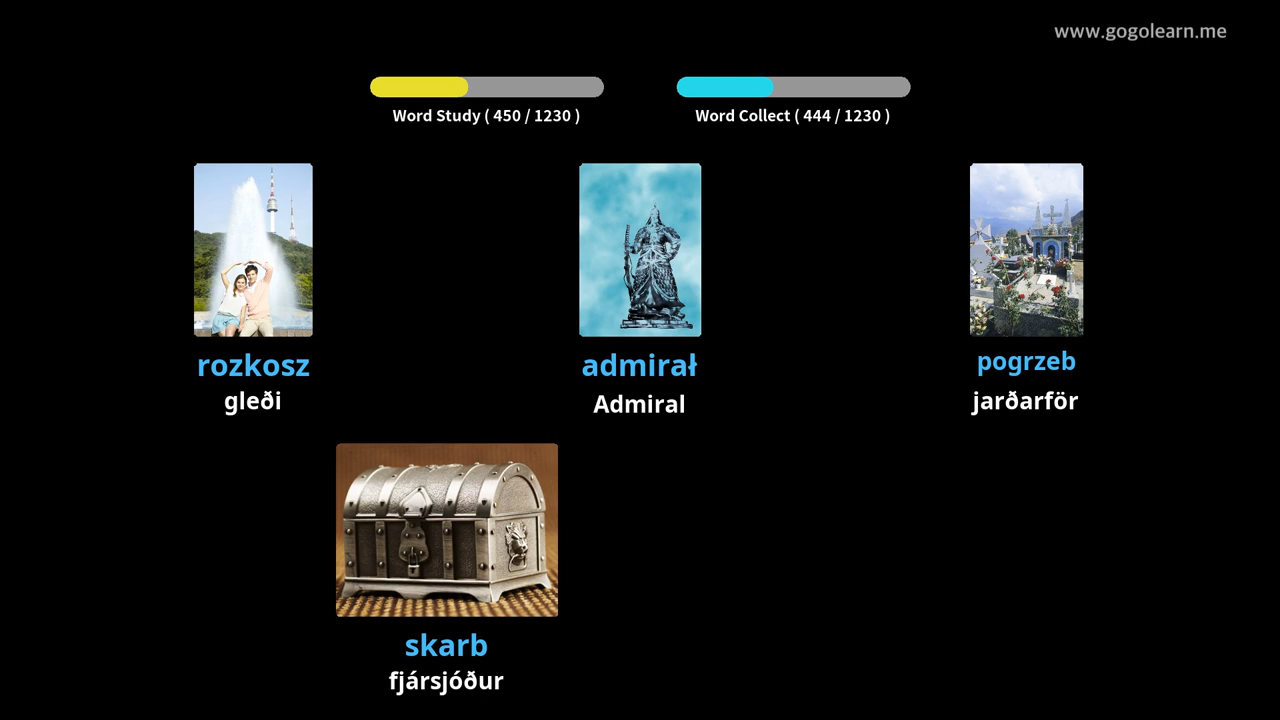 www.gogolearn.me
Word Study ( 450 / 1230 )
Word Collect ( 444 / 1230 )
rozkosz
gleði
admirał
Admiral
pogrzeb
jarðarför
skarb
fjársjóður